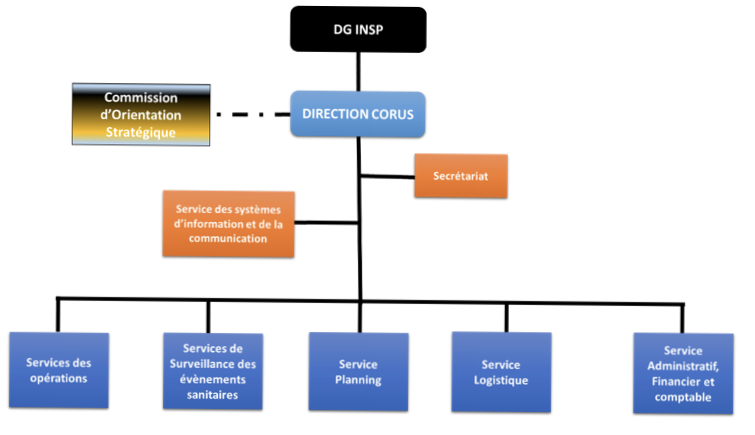 DG INSP
Commission
d'Orientation
Stratégique
DIRECTION CORUS
Secrétariat
Service des systèmes
d'information et de la
communication
Services des
opérations
Services de
Surveillance des
évènements
sanitaires
Service
Planning
Service
Logistique
Service
Administratif,
Financier et
comptable